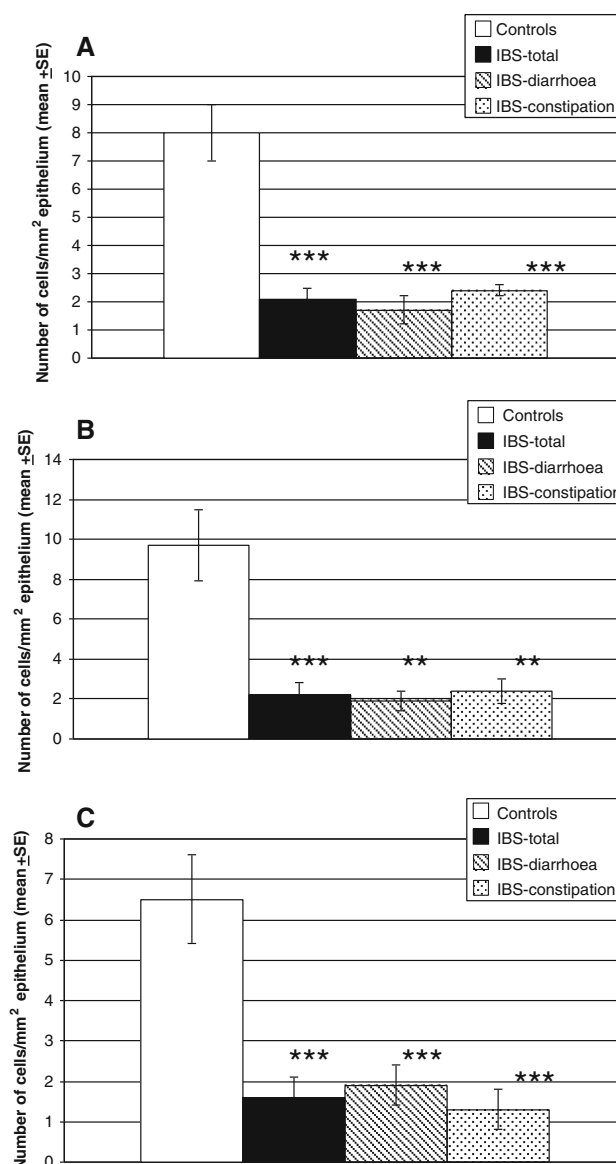 A
Controls
IBS-total
IBS-diarrhoea
IBS-constipation
Number of cells/mm² epithelium (mean ±SE)
10
9
8
7
6
5
4
3
2
1
0
***
***
***
B
Controls
IBS-total
IBS-diarrhoea
IBS-constipation
Number of cells/mm² epithelium (mean ±SE)
14
12
10
8
6
4
2
0
***
**
**
C
Controls
IBS-total
IBS-diarrhoea
IBS-constipation
Number of cells/mm² epithelium (mean ±SE)
8
7
6
5
4
3
2
1
0
***
***
***